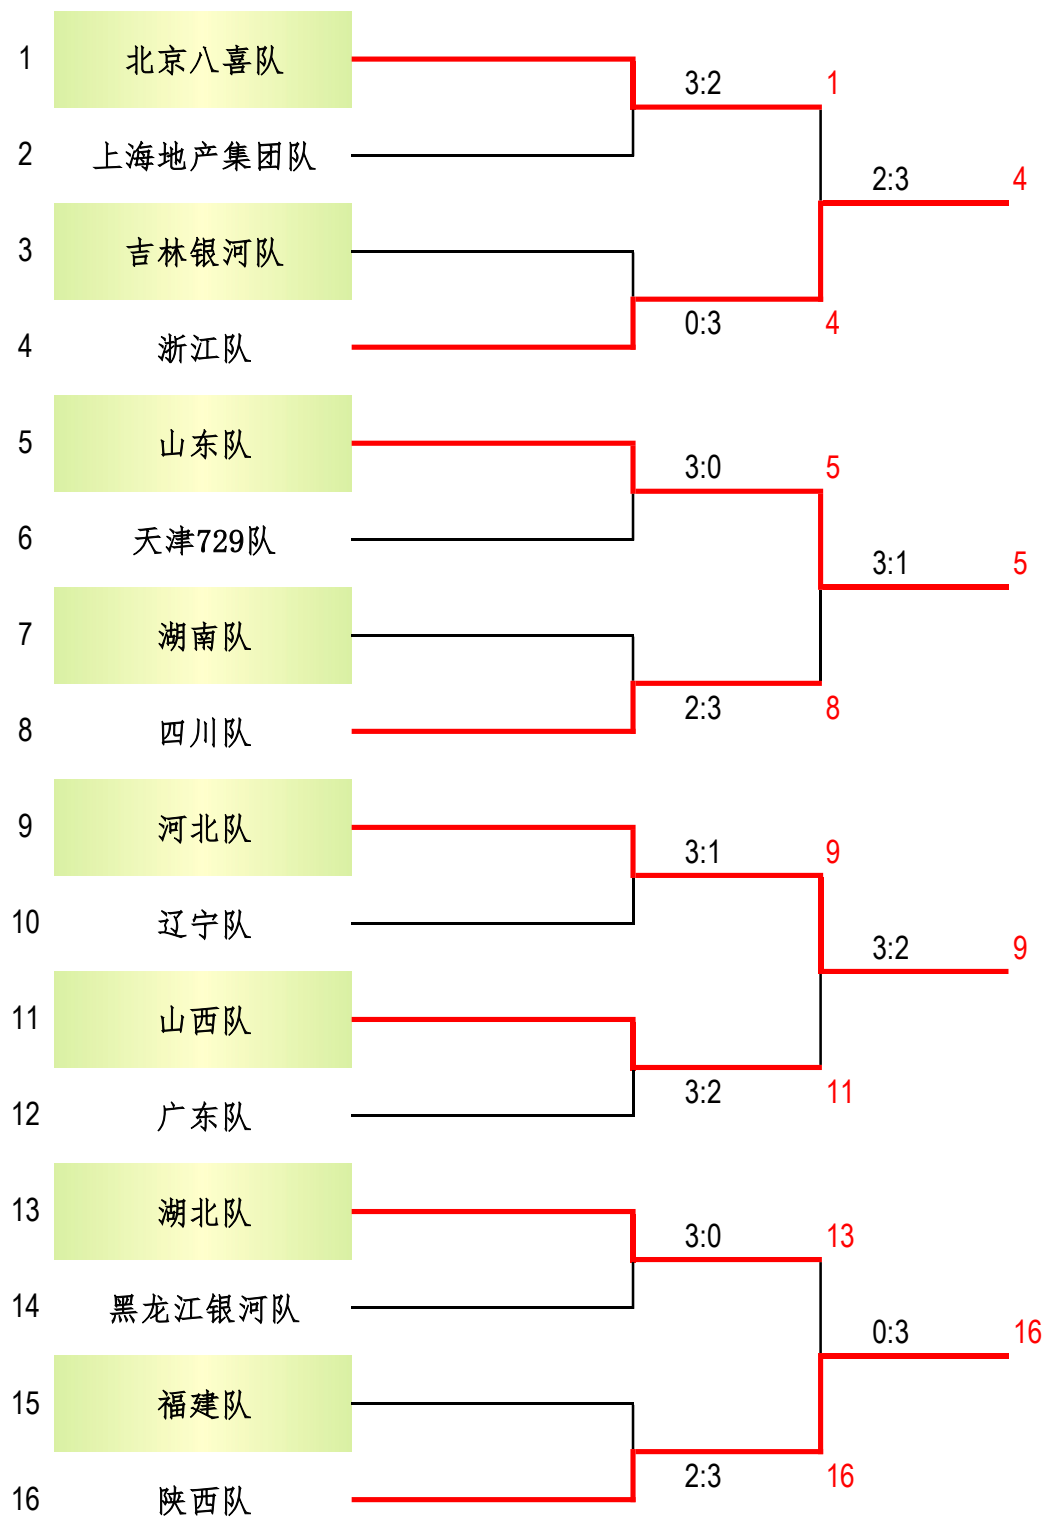 1 北京八喜队
3:2 1
2 上海地产集团队
2:3 4
3 吉林银河队
0:3 4
4 浙江队
5 山东队
3:0 5
6 天津729队
3:1 5
7 湖南队
2:3 8
8 四川队
9 河北队
3:1 9
10 辽宁队
3:2 9
11 山西队
3:2 11
12 广东队
13 湖北队
3:0 13
14 黑龙江银河队
0:3 16
15 福建队
2:3 16
16 陕西队